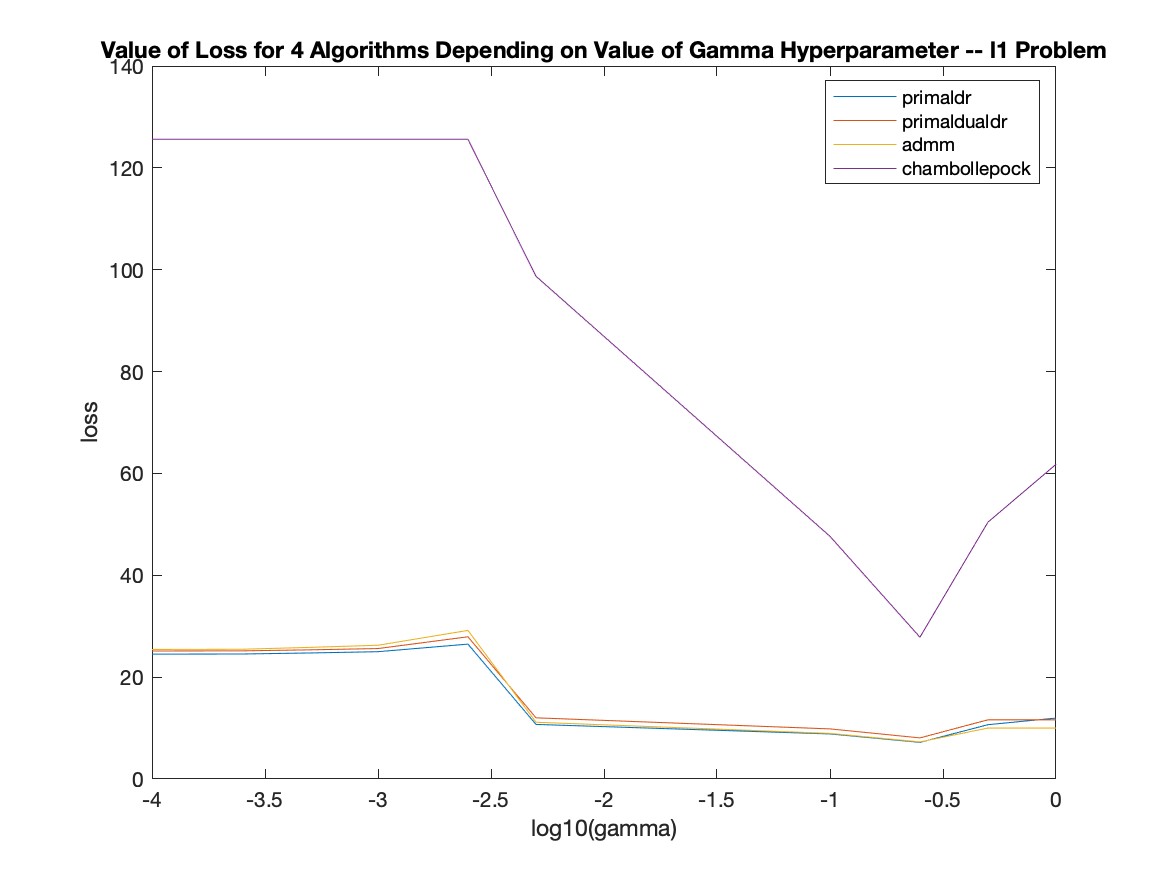 Value of Loss for 4 Algorithms Depending on Value of Gamma Hyperparameter -- l1 Problem
140
120
100
80
60
40
20
0
loss
primaldr
primaldualdr
admm
chambollepock
-4 -3.5 -3 -2.5 -2 -1.5 -1 -0.5 0
log10(gamma)